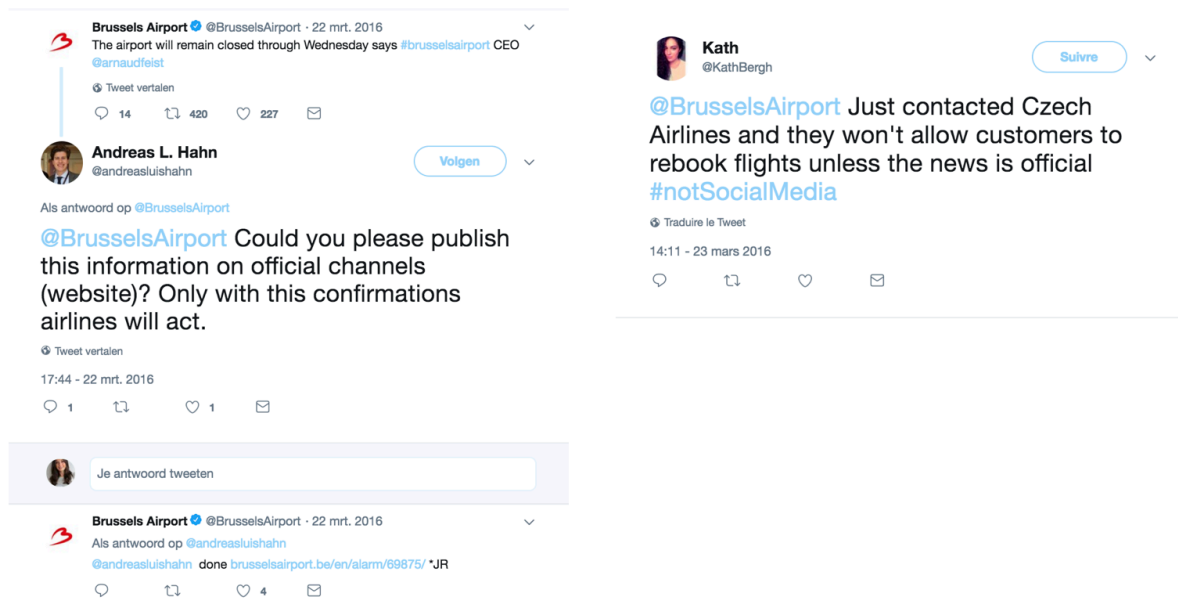 Brussels Airport @BrusselsAirport · 22 mrt. 2016
The airport will remain closed through Wednesday says #brusselsairport CEO
@arnaudfeist
Tweet vertalen
14 420 227
Andreas L. Hahn
@andreasluishahn
Volgen
Als antwoord op @BrusselsAirport
@BrusselsAirport Could you please publish
this information on official channels
(website)? Only with this confirmations
airlines will act.
Tweet vertalen
17:44 - 22 mrt. 2016
1 1
Je antwoord tweeten
Brussels Airport @BrusselsAirport · 22 mrt. 2016
Als antwoord op @andreasluishahn
@andreasluishahn done brusselsairport.be/en/alarm/69875/ *JR
4
Kath
@KathBergh
Suivre
@BrusselsAirport Just contacted Czech
Airlines and they won't allow customers to
rebook flights unless the news is official
#notSocialMedia
Traduire le Tweet
14:11 - 23 mars 2016